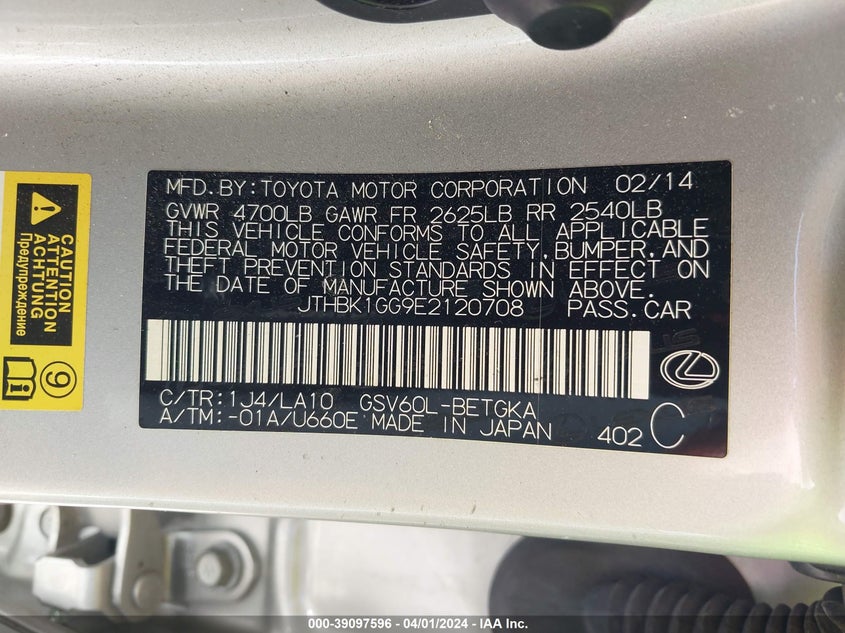 MFD.BY:TOYOTA MOTOR CORPORATION 02/14
GVWR 4700LB GAWR FR 2625LB RR 2540LB
THIS VEHICLE CONFORMS TO ALL APPLICABLE
FEDERAL MOTOR VEHICLE SAFETY,BUMPER,AND
THEFT PREVENTION STANDARDS IN EFFECT ON
THE DATE OF MANUFACTURE SHOWN ABOVE.
JTHBK1GG9E2120708 PASS.CAR
C/TR:1J4/LA10 GSV60L-BETGKA
A/TM:-01A/U660E MADE IN JAPAN 402 C
CAUTION
ATTENTION
ACHTUNG
Предупреждение
9
000-39097596 - 04/01/2024 - IAA Inc.